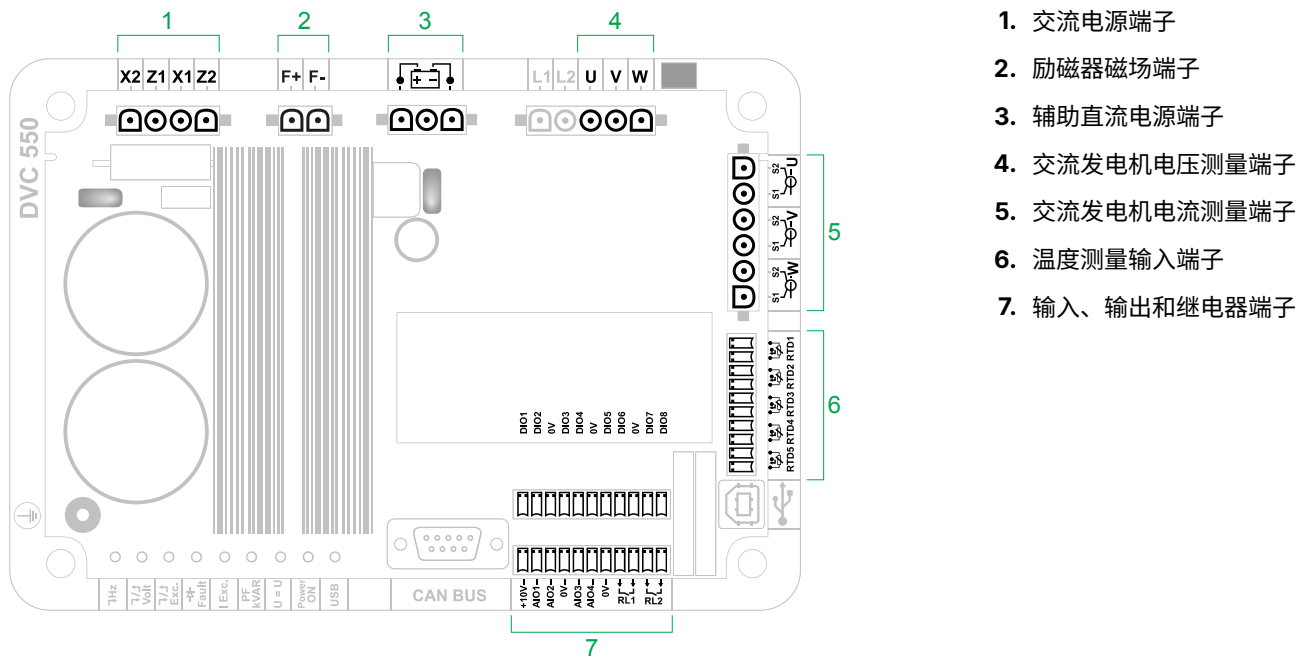 1
2
3
4
X2 Z1 X1 Z2
F+ F-
+ -
L1 L2 U V W
DVC 550
S2 U
S1
S2 V
S1
S2 W
S1
5
RTD1
RTD2
RTD3
RTD4
RTD5
6
DIO1
DIO2
0V
DIO3
DIO4
0V
DIO5
DIO6
0V
DIO7
DIO8
Hz
Volt
Exc.
Fault
I Exc.
PF
kVAR
U = U
Power
ON
USB
CAN BUS
+10V
AIO1
AIO2
0V
AIO3
AIO4
0V
RL1
RL2
7
1. 交流电源端子
2. 励磁器磁场端子
3. 辅助直流电源端子
4. 交流发电机电压测量端子
5. 交流发电机电流测量端子
6. 温度测量输入端子
7. 输入、输出和继电器端子